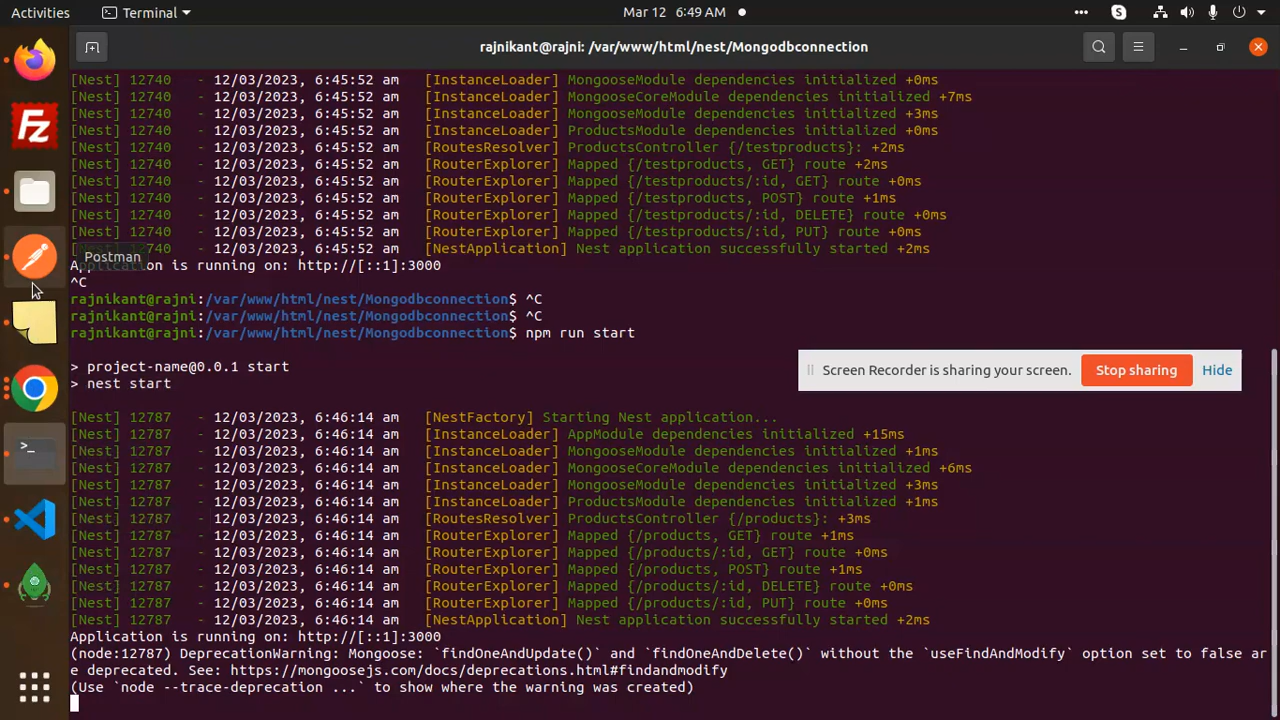 Activities
Terminal
Mar 12 6:49 AM
S
rajnikant@rajni: /var/www/html/nest/Mongodbconnection
[Nest] 12740 - 12/03/2023, 6:45:52 am [InstanceLoader] MongooseModule dependencies initialized +0ms
[Nest] 12740 - 12/03/2023, 6:45:52 am [InstanceLoader] MongooseCoreModule dependencies initialized +7ms
[Nest] 12740 - 12/03/2023, 6:45:52 am [InstanceLoader] MongooseModule dependencies initialized +3ms
[Nest] 12740 - 12/03/2023, 6:45:52 am [InstanceLoader] ProductsModule dependencies initialized +0ms
[Nest] 12740 - 12/03/2023, 6:45:52 am [RoutesResolver] ProductsController {/testproducts}: +2ms
[Nest] 12740 - 12/03/2023, 6:45:52 am [RouterExplorer] Mapped {/testproducts, GET} route +2ms
[Nest] 12740 - 12/03/2023, 6:45:52 am [RouterExplorer] Mapped {/testproducts/:id, GET} route +0ms
[Nest] 12740 - 12/03/2023, 6:45:52 am [RouterExplorer] Mapped {/testproducts, POST} route +1ms
[Nest] 12740 - 12/03/2023, 6:45:52 am [RouterExplorer] Mapped {/testproducts/:id, DELETE} route +0ms
[Nest] 12740 - 12/03/2023, 6:45:52 am [RouterExplorer] Mapped {/testproducts/:id, PUT} route +0ms
[Nest] 12740 - 12/03/2023, 6:45:52 am [NestApplication] Nest application successfully started +2ms
Postman
Application is running on: http://[::1]:3000
^C
rajnikant@rajni:/var/www/html/nest/Mongodbconnection$ ^C
rajnikant@rajni:/var/www/html/nest/Mongodbconnection$ ^C
rajnikant@rajni:/var/www/html/nest/Mongodbconnection$ npm run start
> project-name@0.0.1 start
> nest start
Screen Recorder is sharing your screen.
Stop sharing
Hide
[Nest] 12787 - 12/03/2023, 6:46:14 am [NestFactory] Starting Nest application...
[Nest] 12787 - 12/03/2023, 6:46:14 am [InstanceLoader] AppModule dependencies initialized +15ms
[Nest] 12787 - 12/03/2023, 6:46:14 am [InstanceLoader] MongooseModule dependencies initialized +1ms
[Nest] 12787 - 12/03/2023, 6:46:14 am [InstanceLoader] MongooseCoreModule dependencies initialized +6ms
[Nest] 12787 - 12/03/2023, 6:46:14 am [InstanceLoader] MongooseModule dependencies initialized +3ms
[Nest] 12787 - 12/03/2023, 6:46:14 am [InstanceLoader] ProductsModule dependencies initialized +1ms
[Nest] 12787 - 12/03/2023, 6:46:14 am [RoutesResolver] ProductsController {/products}: +3ms
[Nest] 12787 - 12/03/2023, 6:46:14 am [RouterExplorer] Mapped {/products, GET} route +1ms
[Nest] 12787 - 12/03/2023, 6:46:14 am [RouterExplorer] Mapped {/products/:id, GET} route +0ms
[Nest] 12787 - 12/03/2023, 6:46:14 am [RouterExplorer] Mapped {/products, POST} route +1ms
[Nest] 12787 - 12/03/2023, 6:46:14 am [RouterExplorer] Mapped {/products/:id, DELETE} route +0ms
[Nest] 12787 - 12/03/2023, 6:46:14 am [RouterExplorer] Mapped {/products/:id, PUT} route +0ms
[Nest] 12787 - 12/03/2023, 6:46:14 am [NestApplication] Nest application successfully started +2ms
Application is running on: http://[::1]:3000
(node:12787) DeprecationWarning: Mongoose: `findOneAndUpdate()` and `findOneAndDelete()` without the `useFindAndModify` option set to false ar
e deprecated. See: https://mongoosejs.com/docs/deprecations.html#findandmodify
(Use `node --trace-deprecation ...` to show where the warning was created)